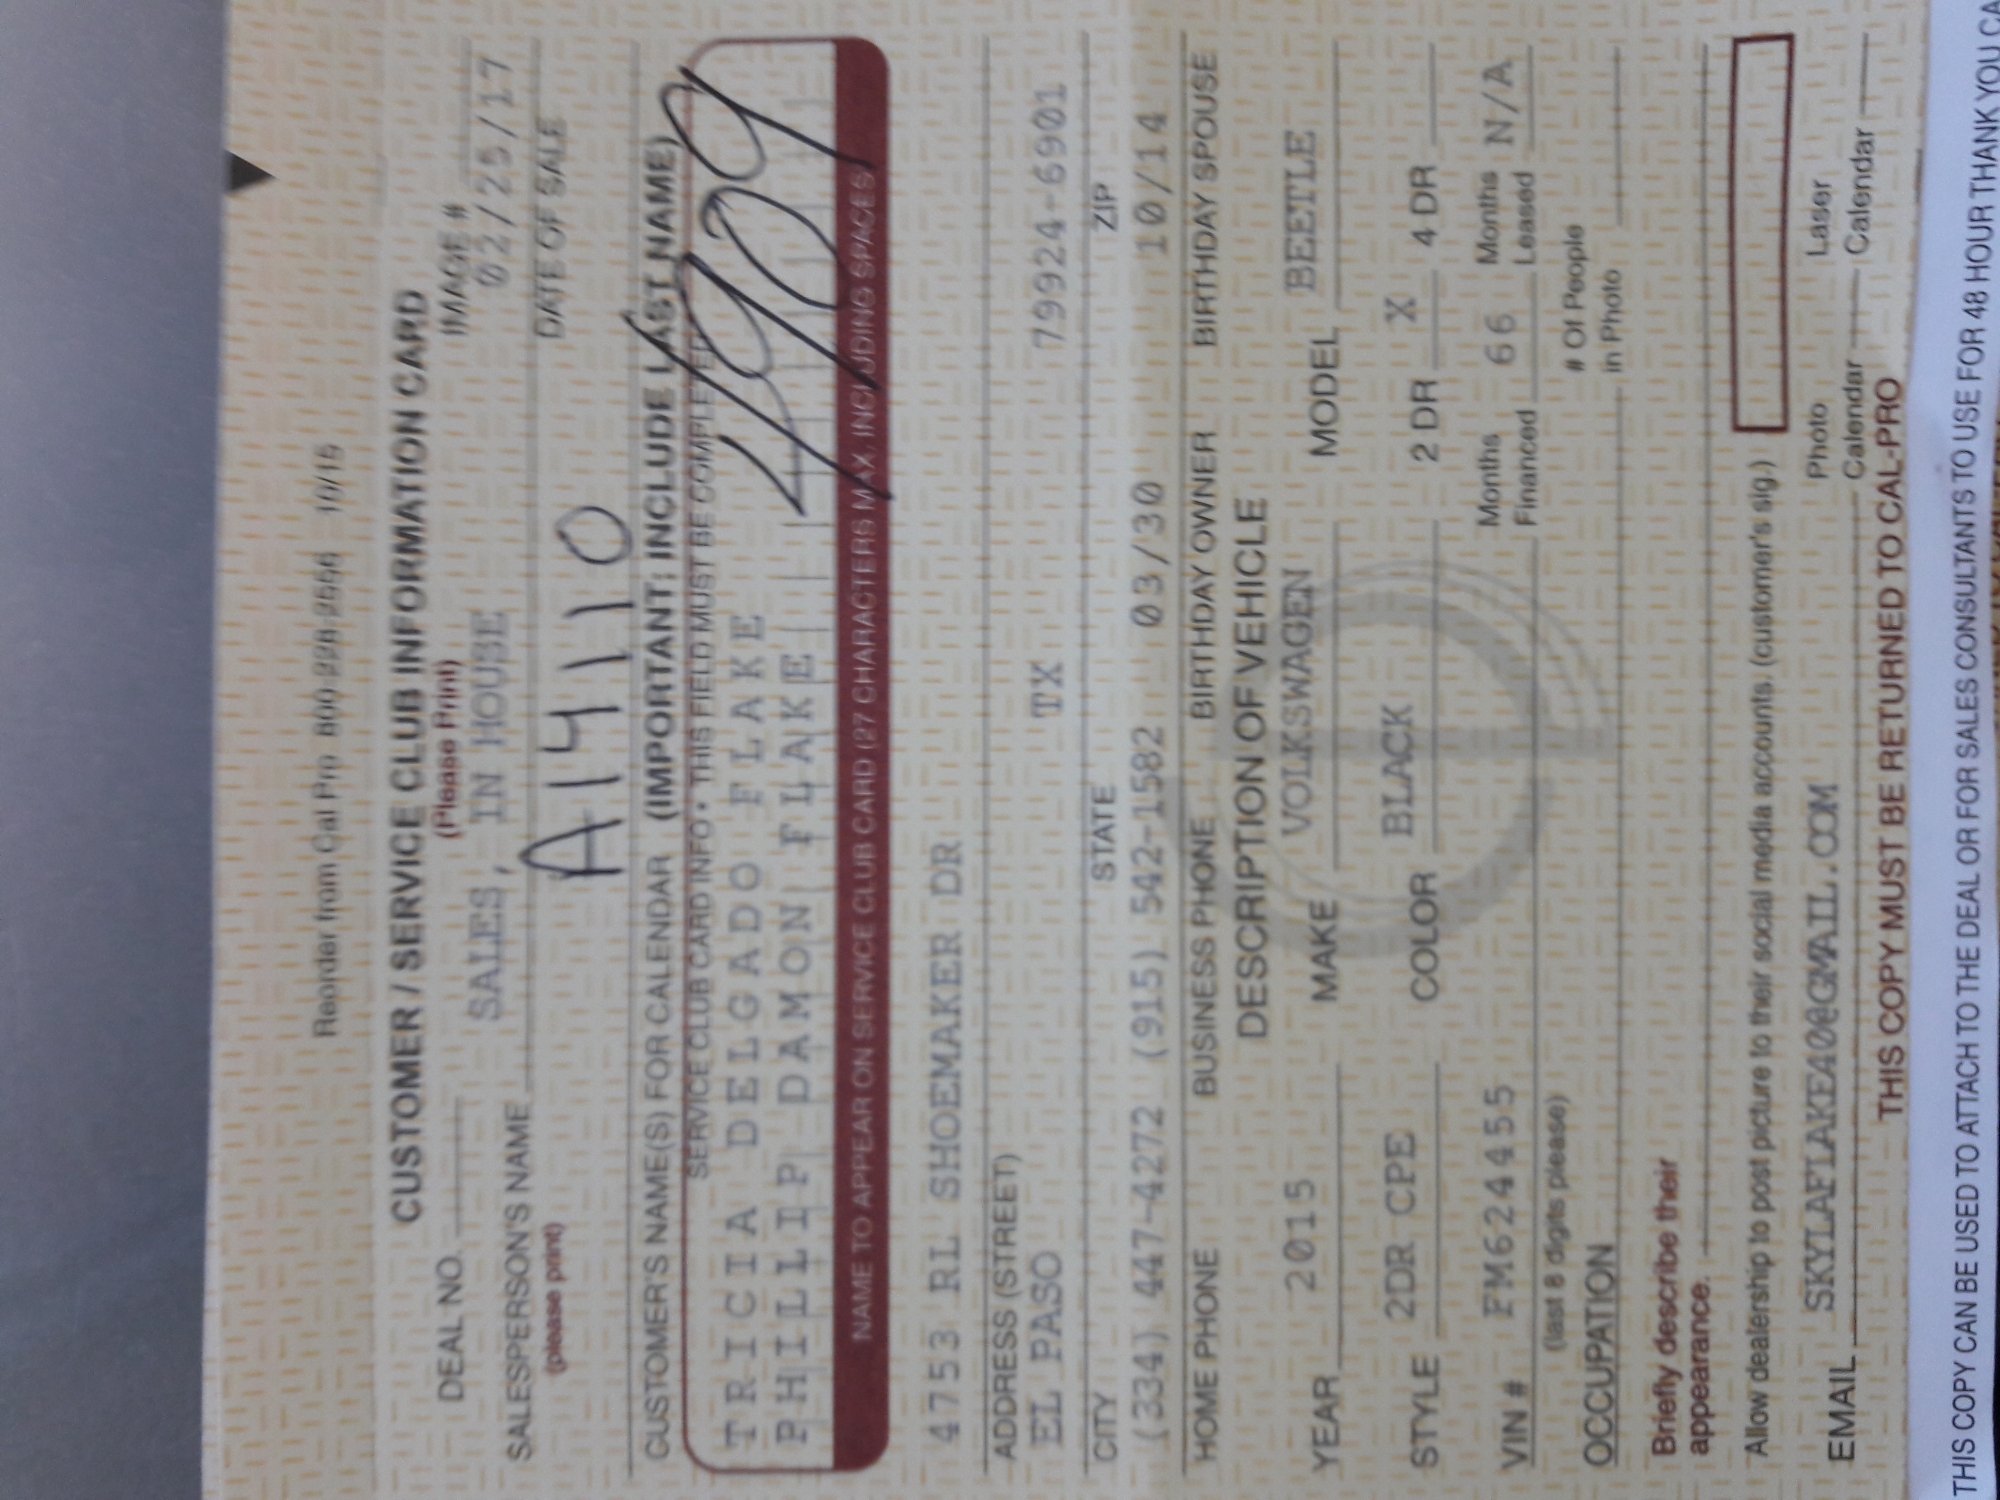 Reorder from Cal Pro 800-228-2556 10/15
CUSTOMER / SERVICE CLUB INFORMATION CARD
(Please Print)
DEAL NO. IMAGE #
SALES, IN HOUSE 02/25/17
SALESPERSON'S NAME DATE OF SALE
(please print)
A14110
CUSTOMER'S NAME(S) FOR CALENDAR (IMPORTANT: INCLUDE LAST NAME)
SERVICE CLUB CARD INFO • THIS FIELD MUST BE COMPLETED
TRICIA DELGADO FLAKE
PHILLIP DAMON FLAKE
NAME TO APPEAR ON SERVICE CLUB CARD (27 CHARACTERS MAX, INCLUDING SPACES)
4753 RL SHOEMAKER DR
ADDRESS (STREET)
EL PASO TX 79924-6901
CITY STATE ZIP
(334) 447-4272 (915) 542-1582 03/30 10/14
HOME PHONE BUSINESS PHONE BIRTHDAY OWNER BIRTHDAY SPOUSE
DESCRIPTION OF VEHICLE
YEAR 2015 MAKE VOLKSWAGEN MODEL BEETLE
STYLE 2DR CPE COLOR BLACK 2 DR X 4 DR
VIN # FM624455 Months Financed 66 Months Leased N/A
(last 8 digits please)
OCCUPATION # Of People in Photo
Briefly describe their appearance.
Allow dealership to post picture to their social media accounts. (customer's sig.)
EMAIL SKYLAFLAKE40@GMAIL.COM Photo Calendar Laser Calendar
THIS COPY MUST BE RETURNED TO CAL-PRO
THIS COPY CAN BE USED TO ATTACH TO THE DEAL OR FOR SALES CONSULTANTS TO USE FOR 48 HOUR THANK YOU CA